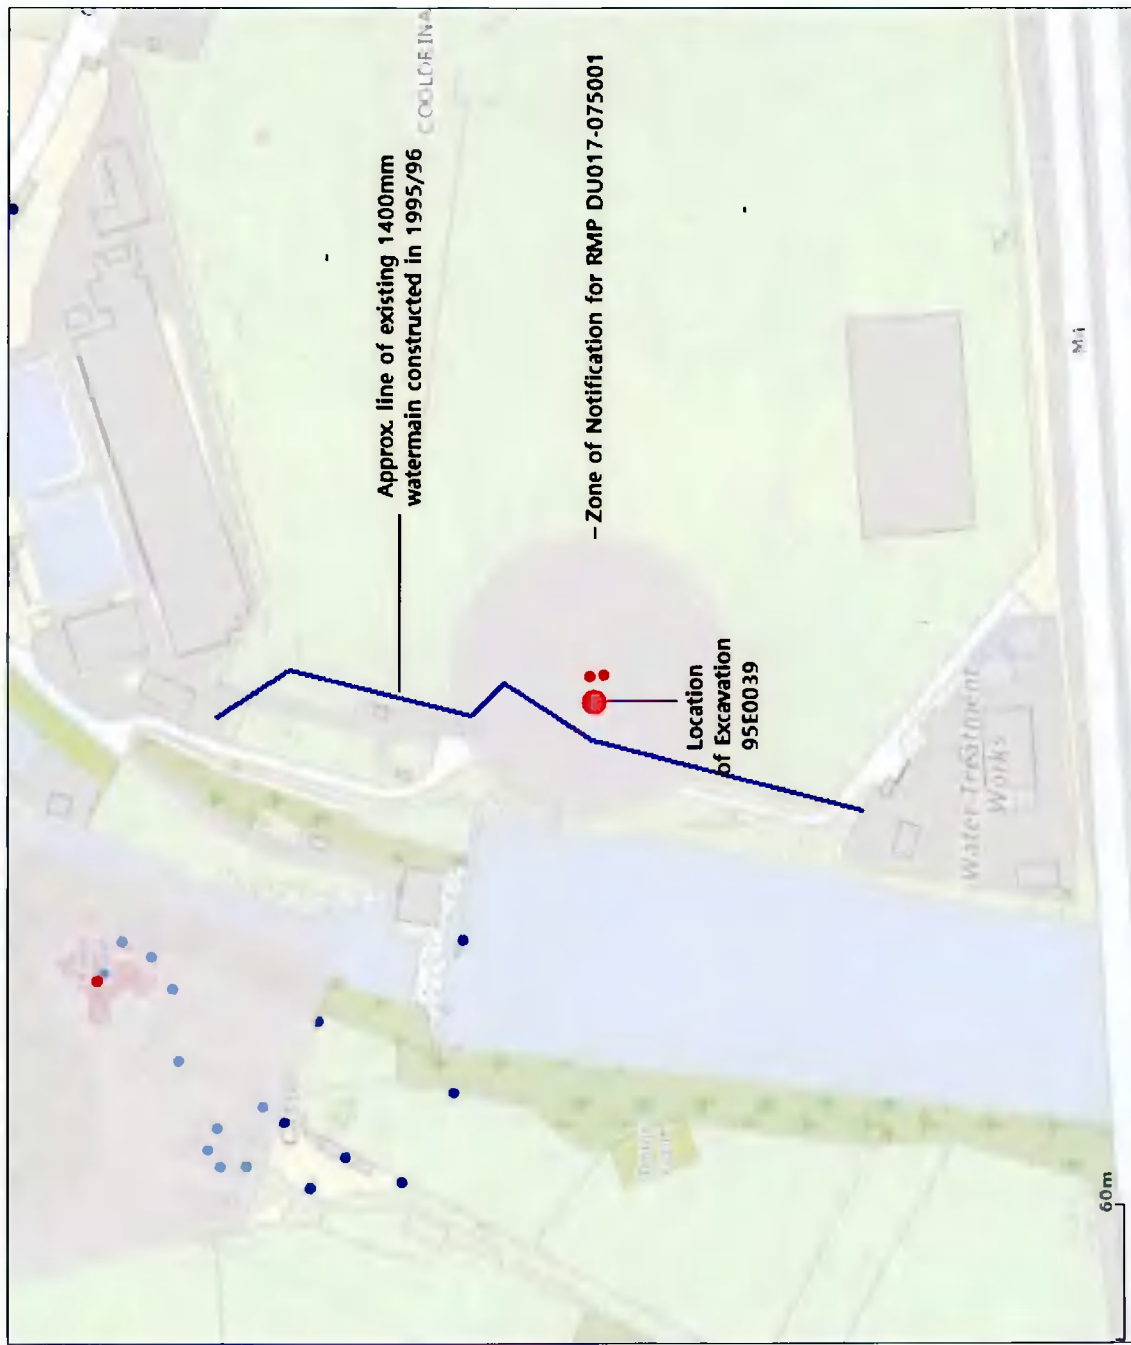 Approx. line of existing 1400mm
watermain constructed in 1995/96
Zone of Notification for RMP DU017-075001
Location
of Excavation
95E0039
Water Treatment
Works
60m